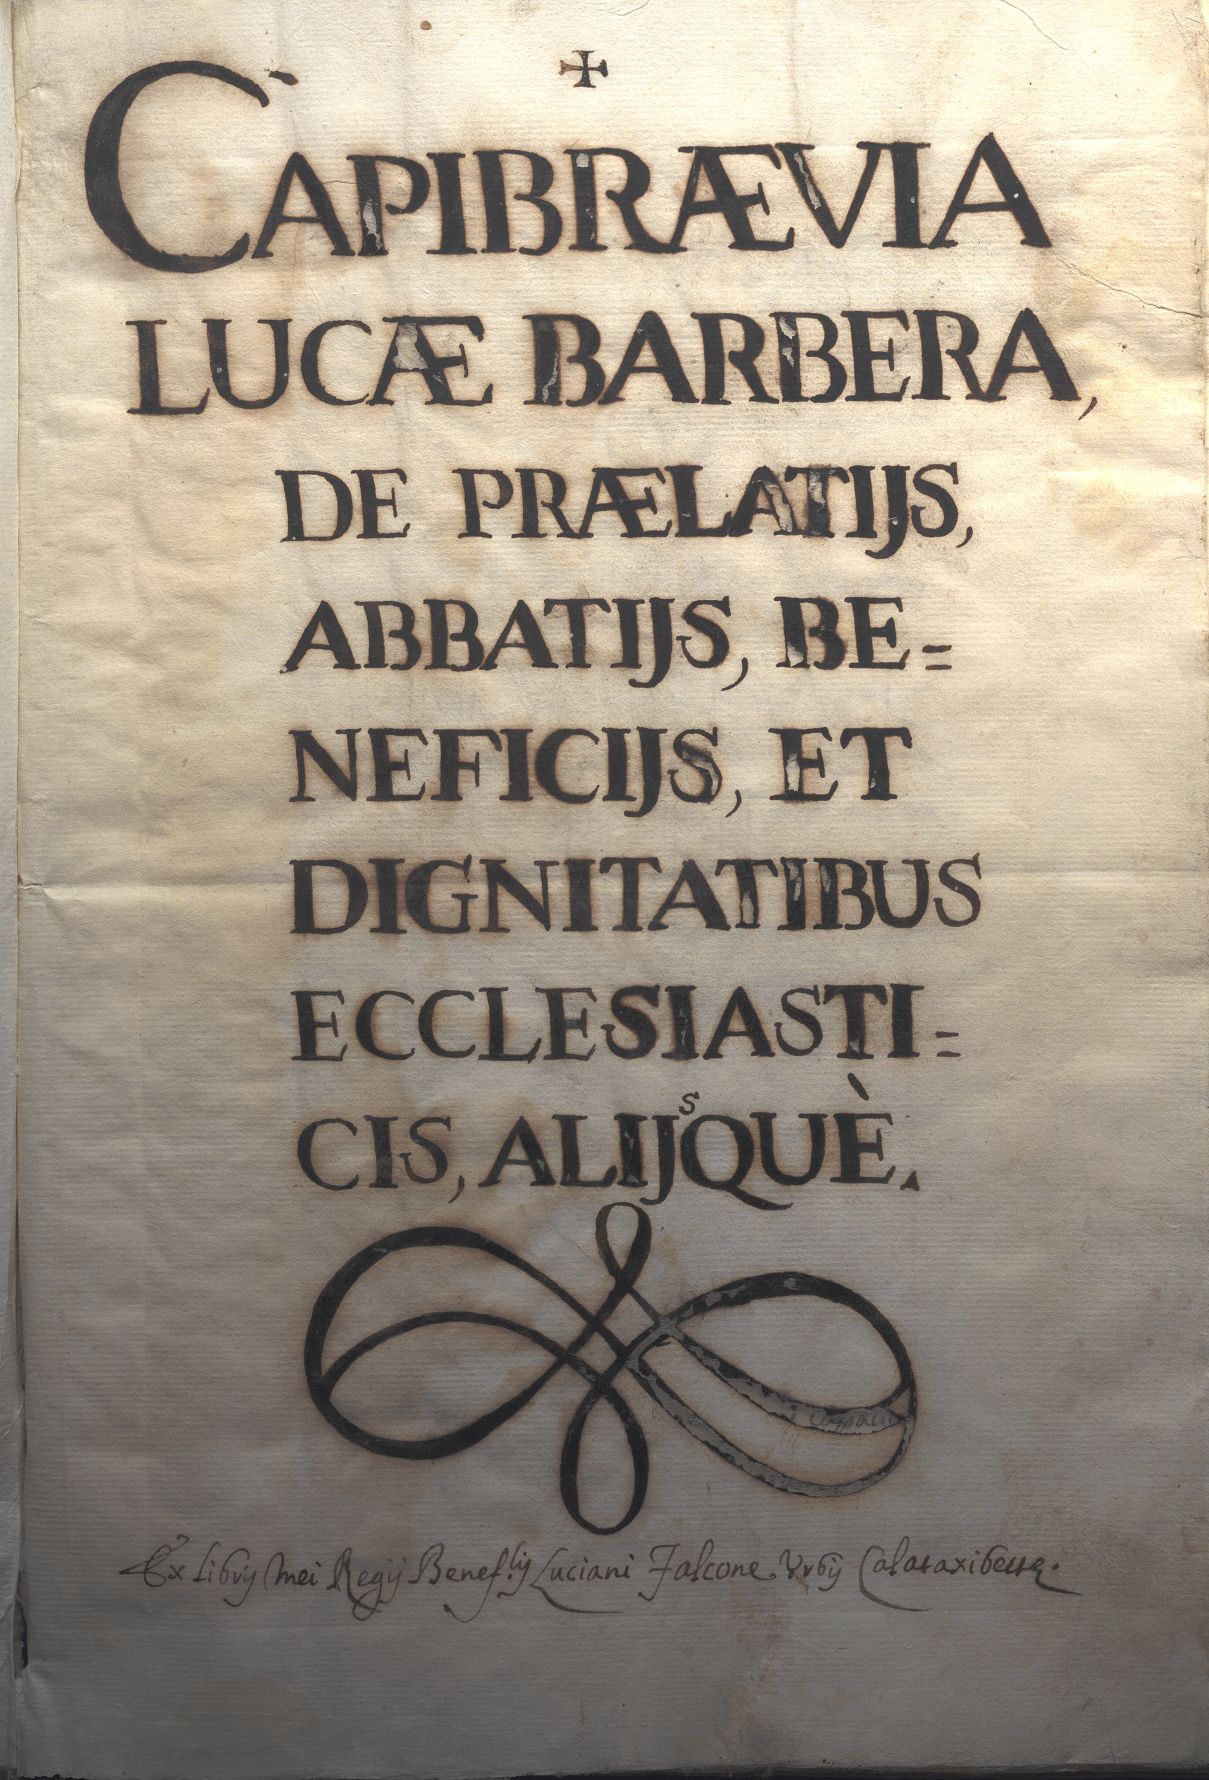 ✠
CAPIBRÆVIA
LUCÆ BARBERA,
DE PRÆLATIJS,
ABBATIJS, BE=
NEFICIJS, ET
DIGNITATIBUS
ECCLESIASTI=
CIS, ALIJSQUÈ.
Ex libris mei Regij Benef.lis Luciani Falcone Urbis Calataxibette.